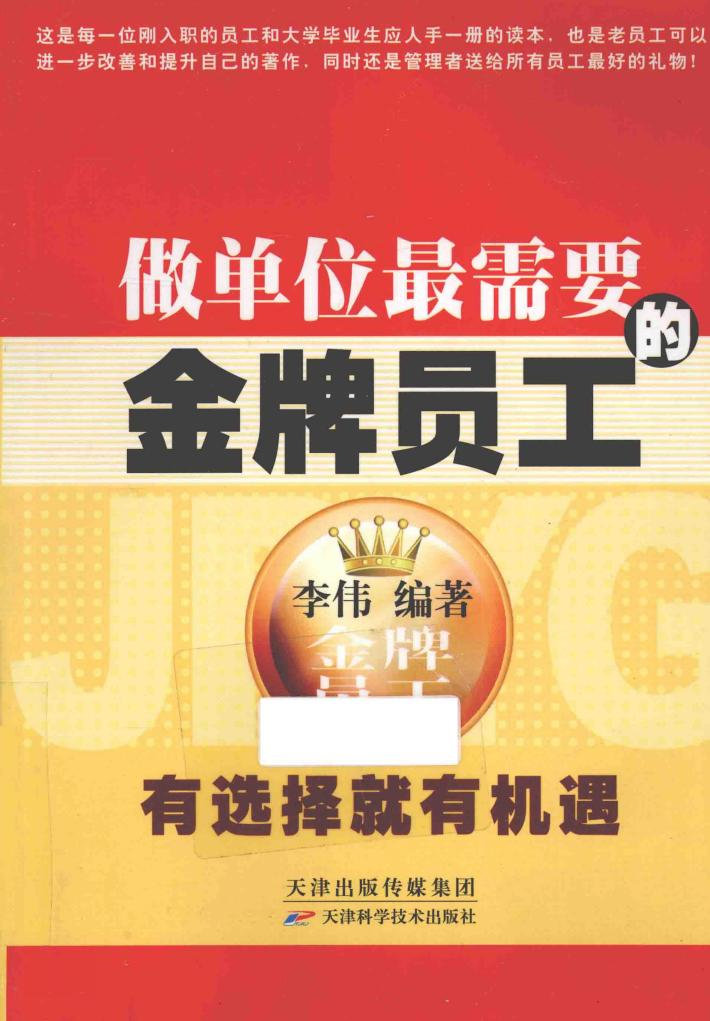 这是每一位刚入职的员工和大学毕业生应人手一册的读本，也是老员工可以
进一步改善和提升自己的著作，同时还是管理者送给所有员工最好的礼物！
做单位最需要的
金牌员工
JPYG
李伟 编著
金牌
员工
有选择就有机遇
天津出版传媒集团
天津科学技术出版社